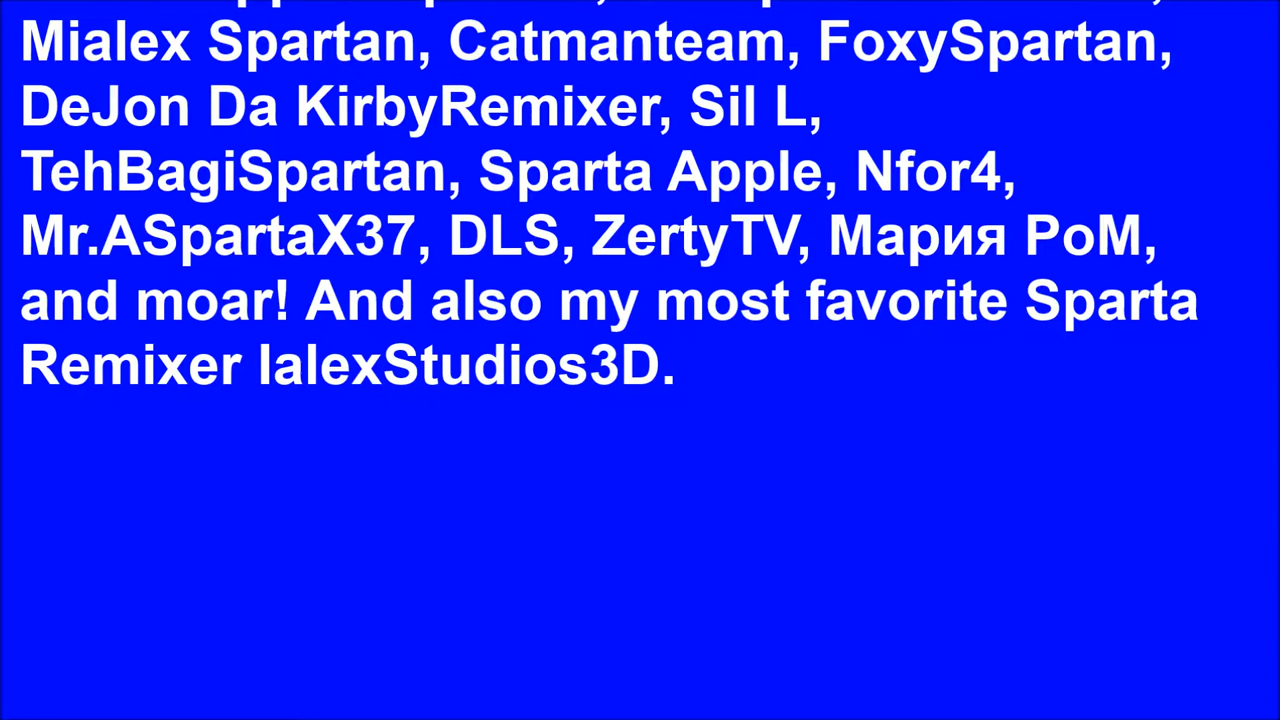 Mialex Spartan, Catmanteam, FoxySpartan,
DeJon Da KirbyRemixer, Sil L,
TehBagiSpartan, Sparta Apple, Nfor4,
Mr.ASpartaX37, DLS, ZertyTV, Мария РоМ,
and moar! And also my most favorite Sparta
Remixer IalexStudios3D.